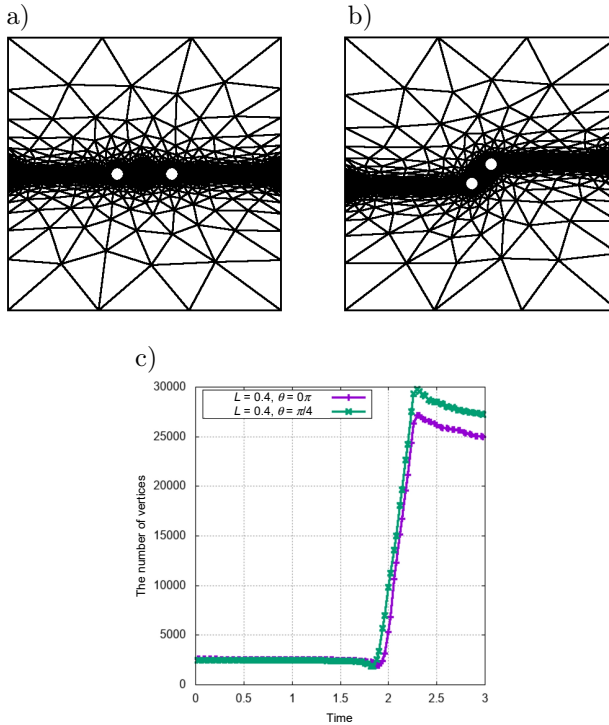 a)
b)
c)
L = 0.4, θ = 0π
L = 0.4, θ = π/4
The number of vertices
30000
25000
20000
15000
10000
5000
0
0 0.5 1 1.5 2 2.5 3
Time